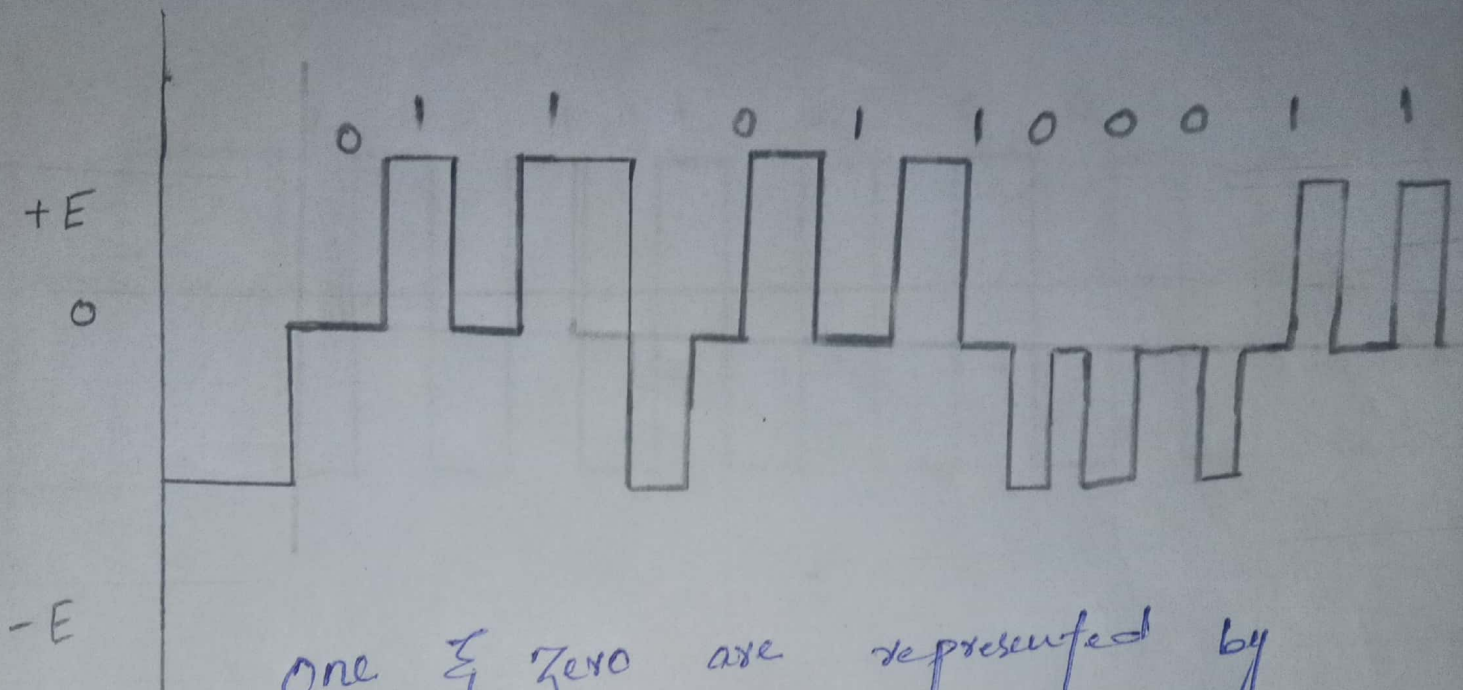 0 1 1 0 1 1 0 0 0 1 1
+E
0
-E
One & Zero are represented by